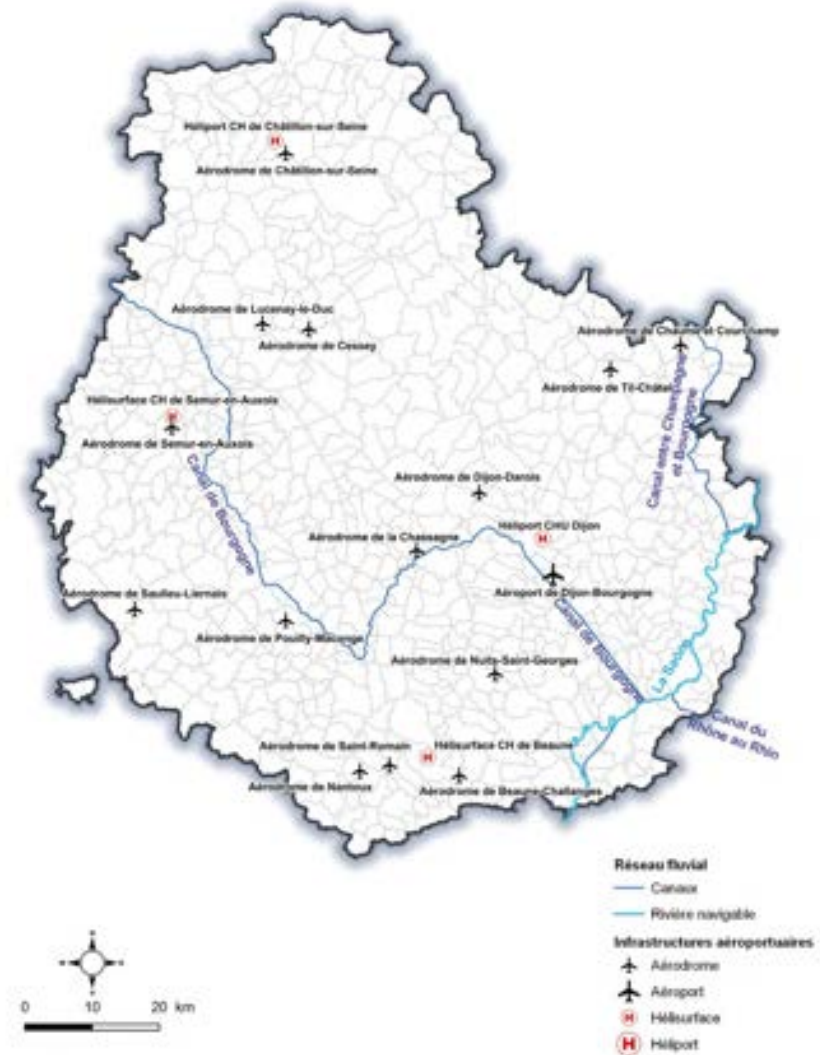 Héliport CH de Châtillon-sur-Seine
H
Aérodrome de Châtillon-sur-Seine
Aérodrome de Lucenay-le-Duc
Aérodrome de Cessey
Aérodrome de Chaume et Courchamp
Aérodrome de Til-Châtel
Canal entre Champagne
et Bourgogne
Hélisurface CH de Semur-en-Auxois
H
Aérodrome de Semur-en-Auxois
Canal de Bourgogne
Aérodrome de Dijon-Darois
Héliport CHU Dijon
H
Aérodrome de la Chassagne
Aéroport de Dijon-Bourgogne
Aérodrome de Saulieu-Liernais
Canal de Bourgogne
Aérodrome de Pouilly-Maconge
Aérodrome de Nuits-Saint-Georges
La Saône
Canal du
Rhône au Rhin
Aérodrome de Saint-Romain
Hélisurface CH de Beaune
H
Aérodrome de Nantoux
Aérodrome de Beaune-Challanges
Réseau fluvial
Canaux
Rivière navigable
Infrastructures aéroportuaires
Aérodrome
Aéroport
H Hélisurface
H Héliport
0 10 20 km